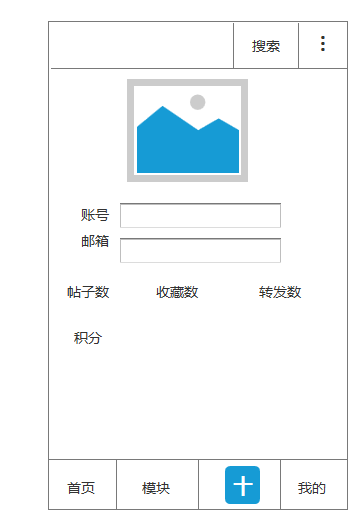 搜索
账号
邮箱
帖子数 收藏数 转发数
积分
首页 模块 我的